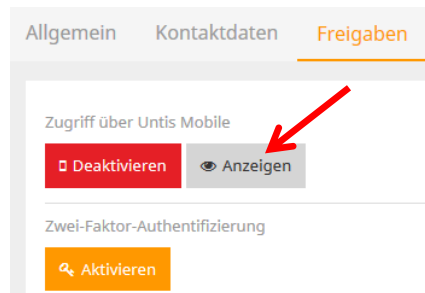 Allgemein Kontaktdaten Freigaben
Zugriff über Untis Mobile
Deaktivieren Anzeigen
Zwei-Faktor-Authentifizierung
Aktivieren